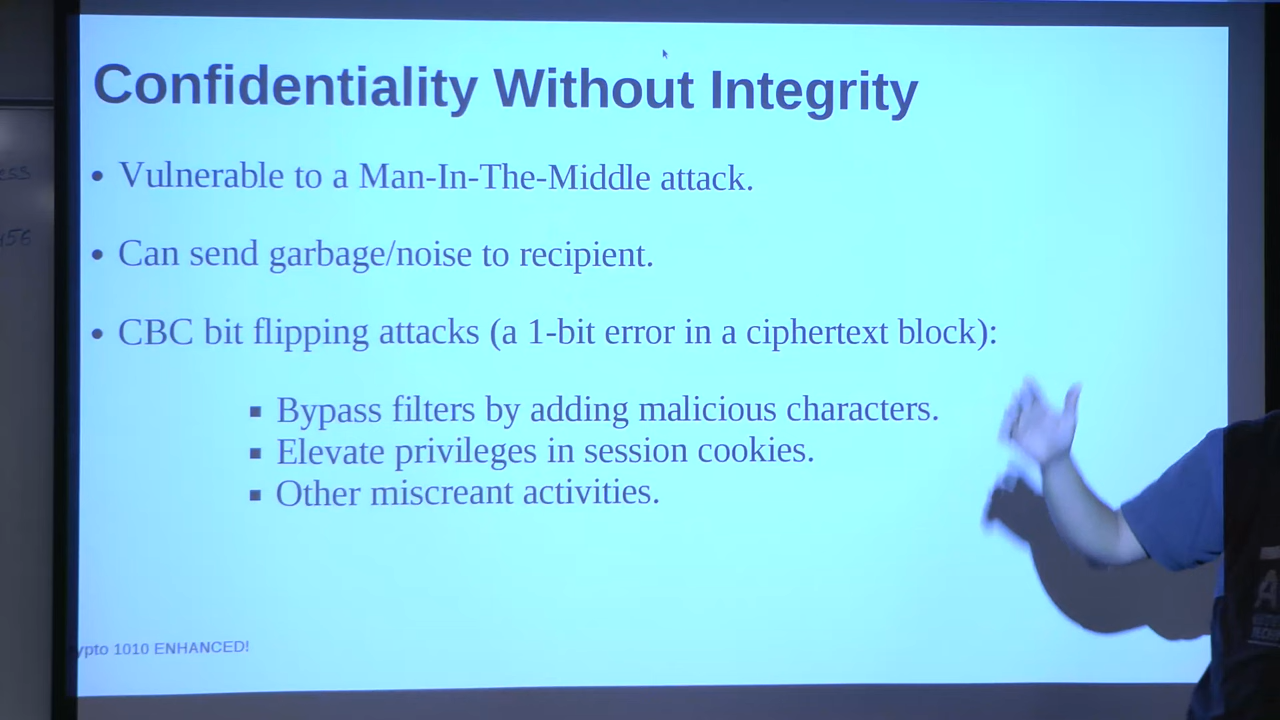 Confidentiality Without Integrity
• Vulnerable to a Man-In-The-Middle attack.
• Can send garbage/noise to recipient.
• CBC bit flipping attacks (a 1-bit error in a ciphertext block):
▪ Bypass filters by adding malicious characters.
▪ Elevate privileges in session cookies.
▪ Other miscreant activities.
ypto 1010 ENHANCED!